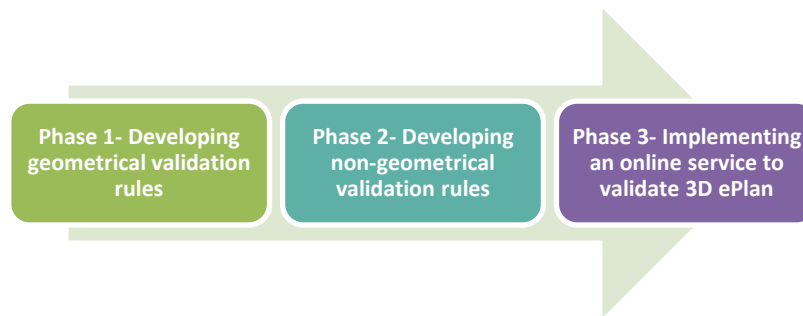 Phase 1- Developing
geometrical validation
rules
Phase 2- Developing
non-geometrical
validation rules
Phase 3- Implementing
an online service to
validate 3D ePlan